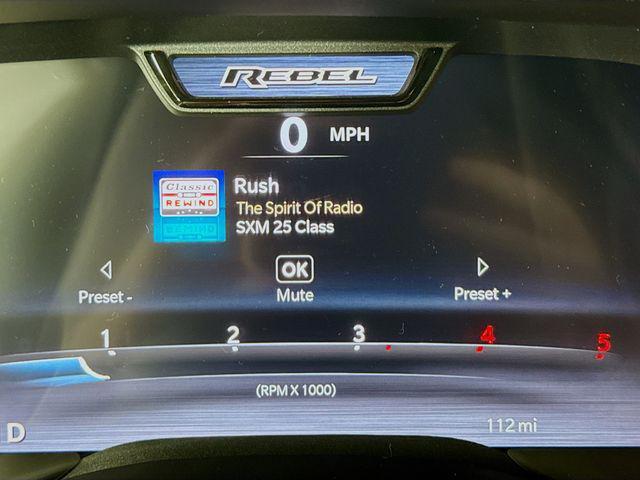 REBEL
0 MPH
Classic
REWIND
Rush
The Spirit Of Radio
SXM 25 Class
OK
Preset - Mute Preset +
1 2 3 4 5
(RPM X 1000)
D 112 mi